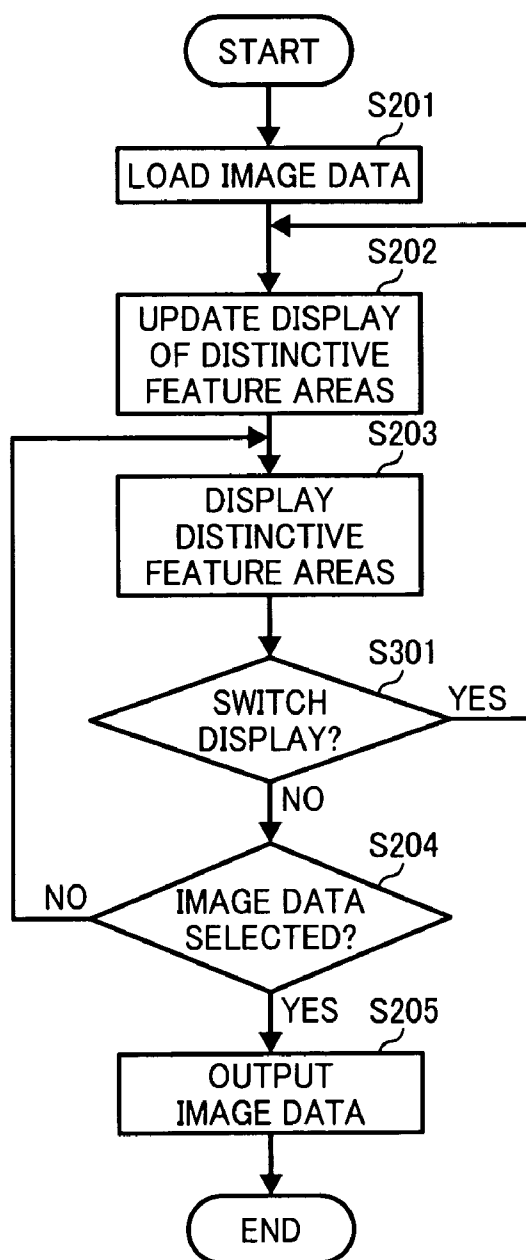 START
S201
LOAD IMAGE DATA
S202
UPDATE DISPLAY
OF DISTINCTIVE
FEATURE AREAS
S203
DISPLAY
DISTINCTIVE
FEATURE AREAS
S301
SWITCH
DISPLAY?
YES
NO
S204
IMAGE DATA
SELECTED?
NO
YES
S205
OUTPUT
IMAGE DATA
END